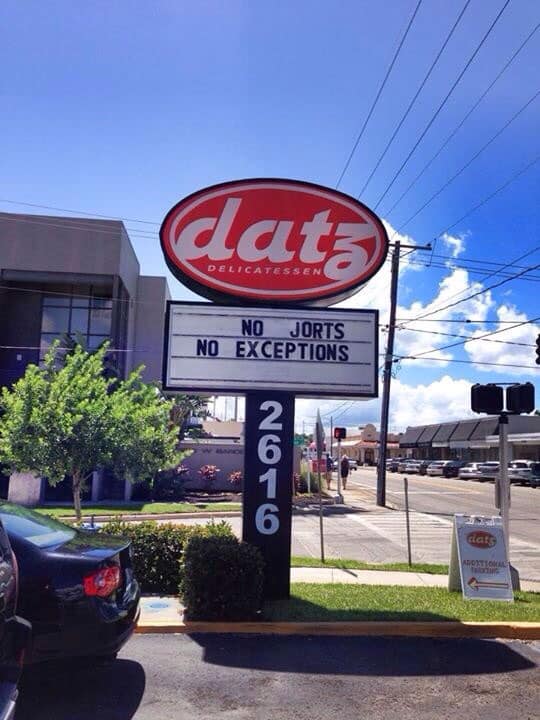 datz
DELICATESSEN
NO JORTS
NO EXCEPTIONS
2616
datz
ADDITIONAL
PARKING